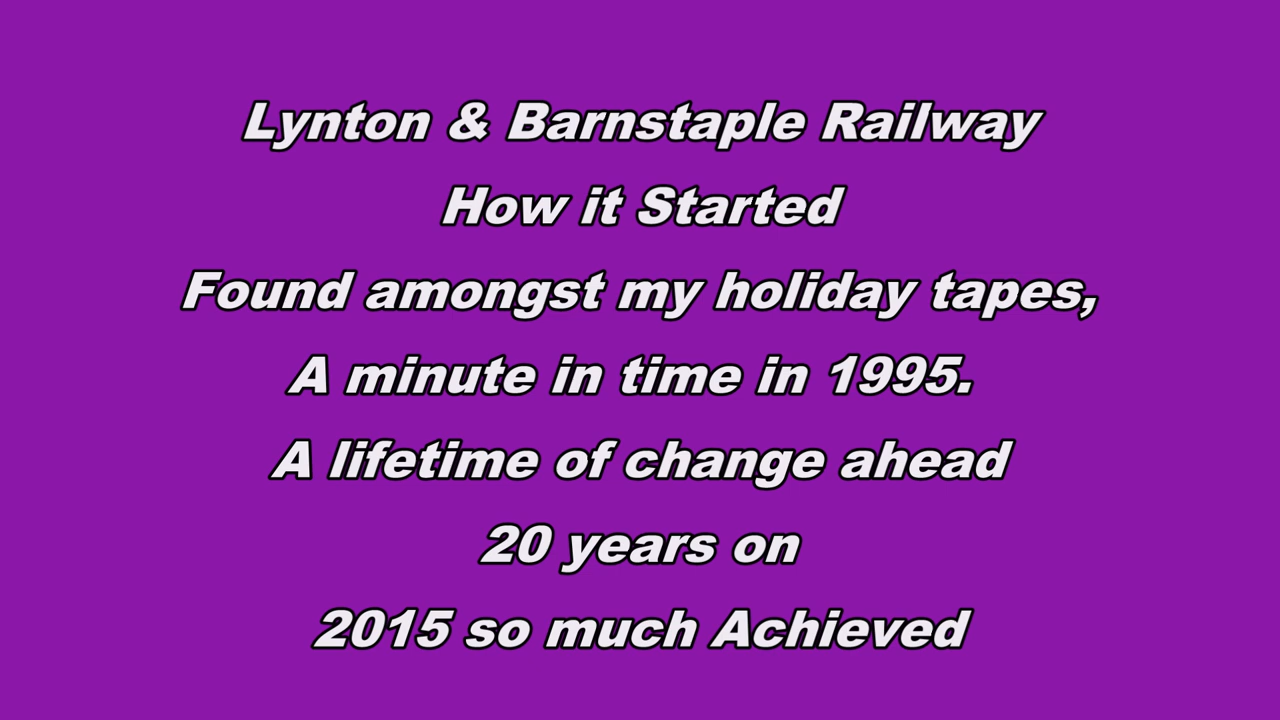 Lynton & Barnstaple Railway
How it Started
Found amongst my holiday tapes,
A minute in time in 1995.
A lifetime of change ahead
20 years on
2015 so much Achieved